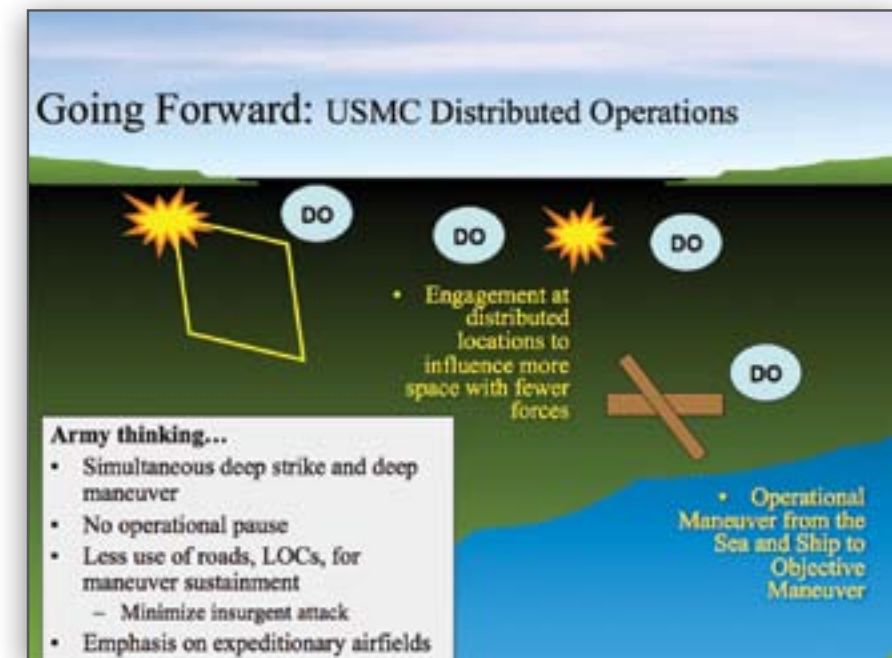 Going Forward: USMC Distributed Operations
DO
DO
DO
• Engagement at
distributed
locations to
influence more
space with fewer
forces
DO
Army thinking...
• Simultaneous deep strike and deep
maneuver
• No operational pause
• Less use of roads, LOCs, for
maneuver sustainment
– Minimize insurgent attack
• Emphasis on expeditionary airfields
• Operational
Maneuver from the
Sea and Ship to
Objective
Maneuver